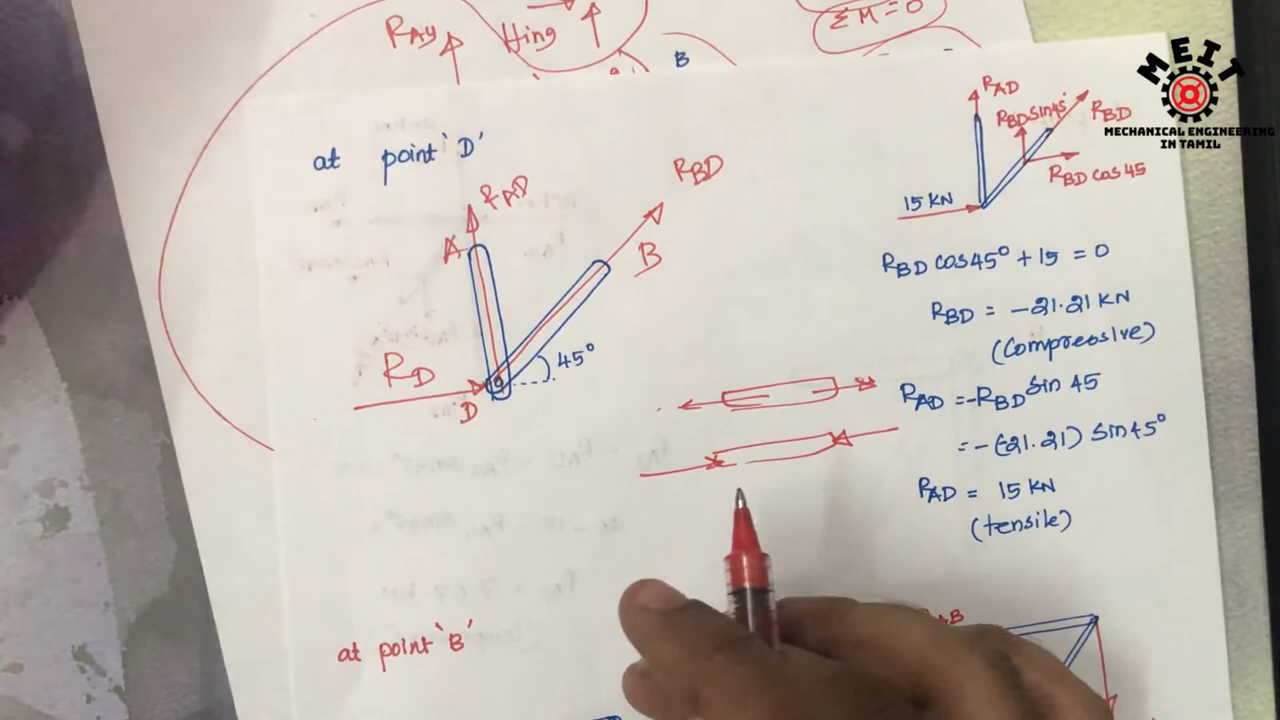 RAY
Hing
ΣM=0
B
MEIT
MECHANICAL ENGINEERING
IN TAMIL
at point 'D'
RAD
RBD
A
B
RD
D
45°
RAD
RBD sin45°
RBD
RBD cos 45
15 KN
RBD cos45° + 15 = 0
RBD = -21.21 KN
(Compressive)
RAD = -RBD sin 45
= -(-21.21) sin45°
RAD = 15 KN
(tensile)
at point 'B'
AB